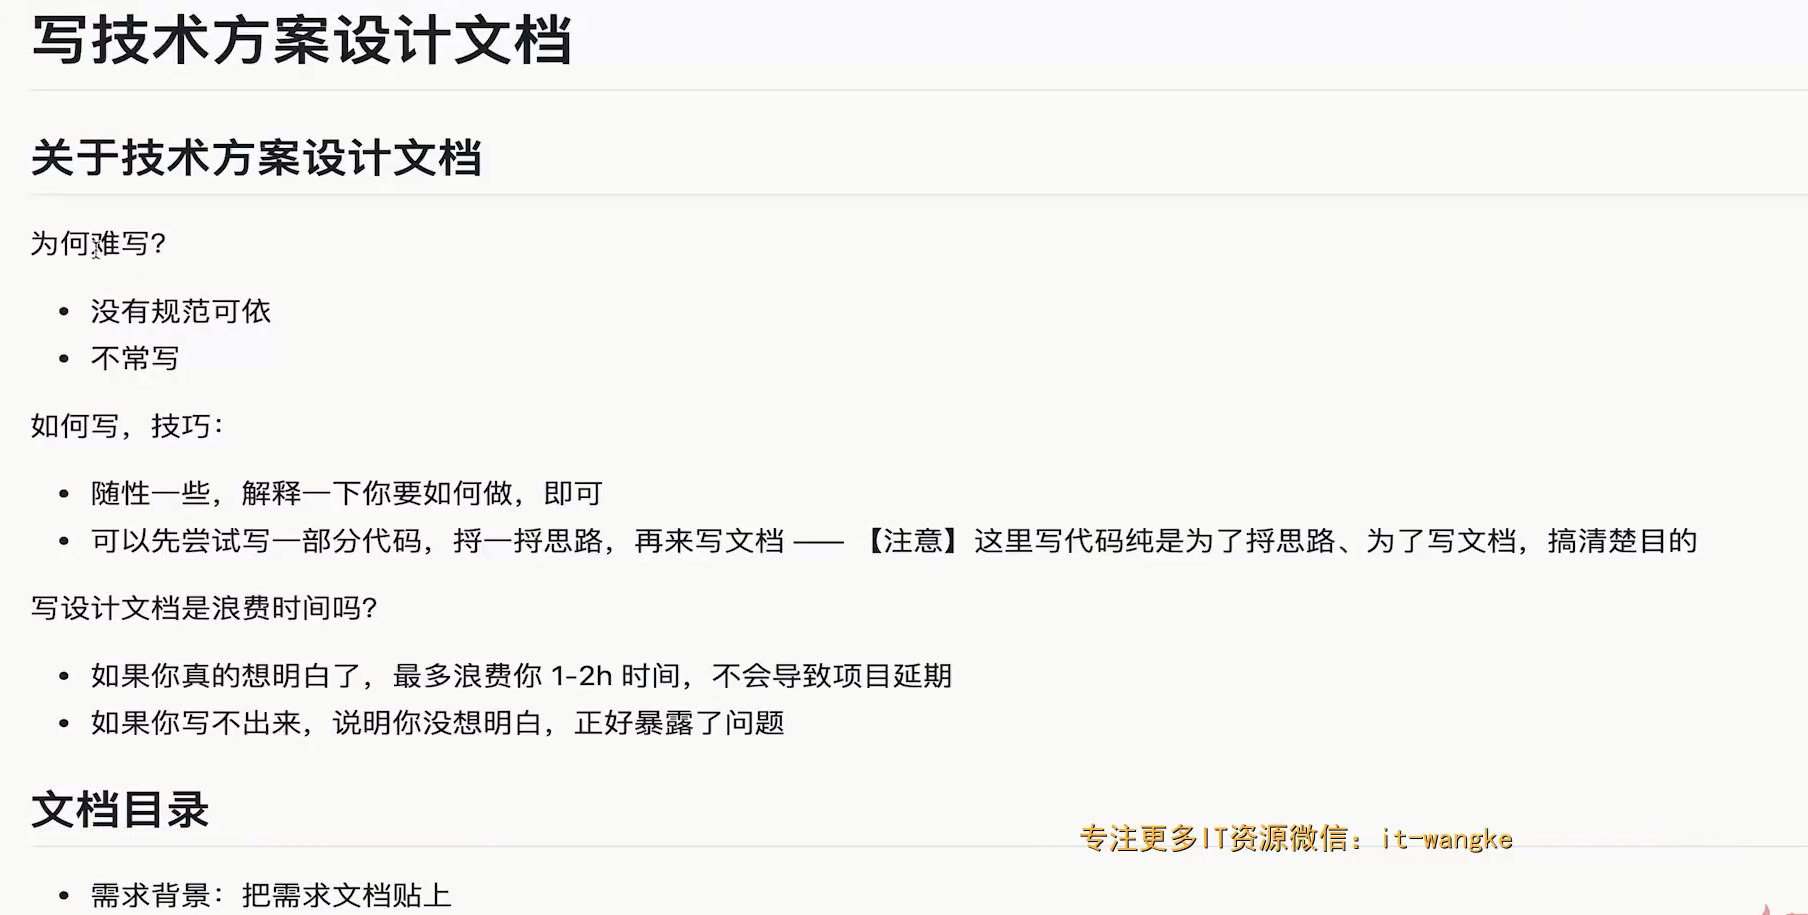 写技术方案设计文档
关于技术方案设计文档
为何难写？
没有规范可依
不常写
如何写，技巧：
随性一些，解释一下你要如何做，即可
可以先尝试写一部分代码，捋一捋思路，再来写文档 —— 【注意】这里写代码纯是为了捋思路、为了写文档，搞清楚目的
写设计文档是浪费时间吗？
如果你真的想明白了，最多浪费你 1-2h 时间，不会导致项目延期
如果你写不出来，说明你没想明白，正好暴露了问题
文档目录
专注更多IT资源微信：it-wangke
需求背景：把需求文档贴上